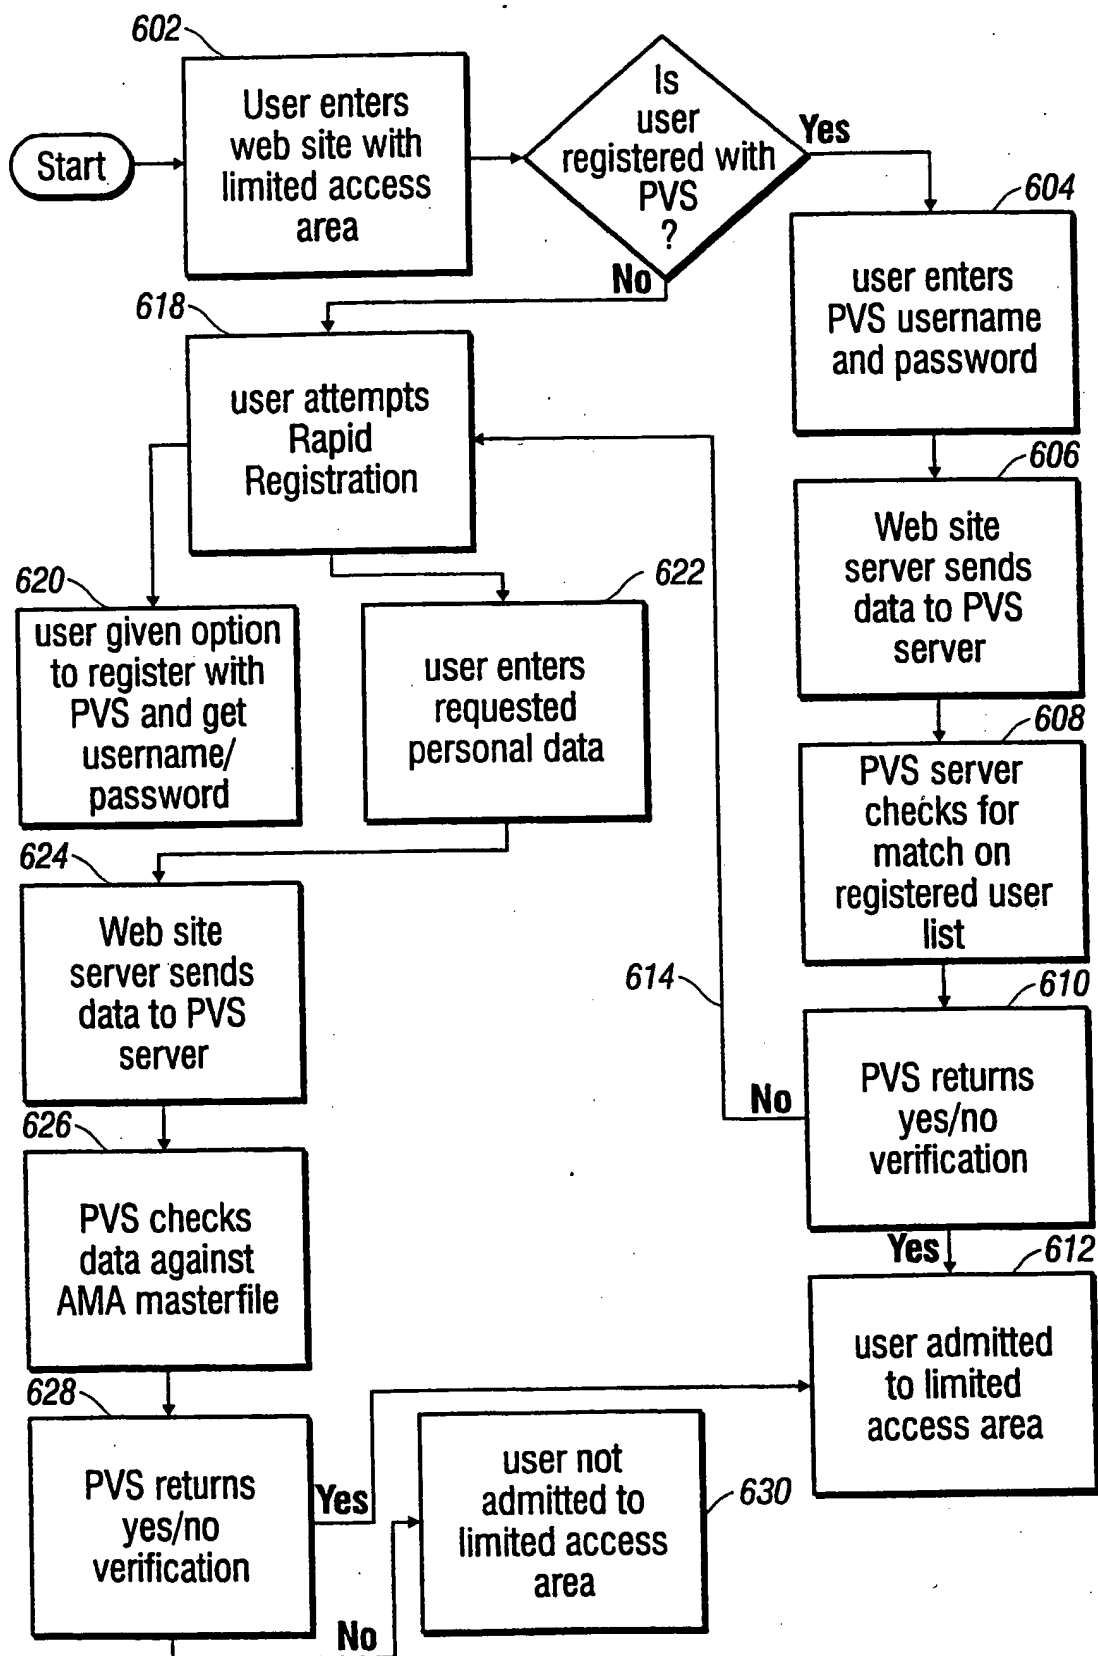 602
User enters
web site with
limited access
area
Start
Is
user
registered with
PVS
?
Yes
No
604
user enters
PVS username
and password
618
user attempts
Rapid
Registration
606
Web site
server sends
data to PVS
server
620
user given option
to register with
PVS and get
username/
password
622
user enters
requested
personal data
608
PVS server
checks for
match on
registered user
list
624
Web site
server sends
data to PVS
server
614
610
PVS returns
yes/no
verification
No
Yes
626
PVS checks
data against
AMA masterfile
612
user admitted
to limited
access area
628
PVS returns
yes/no
verification
Yes
No
user not
admitted to
limited access
area
630